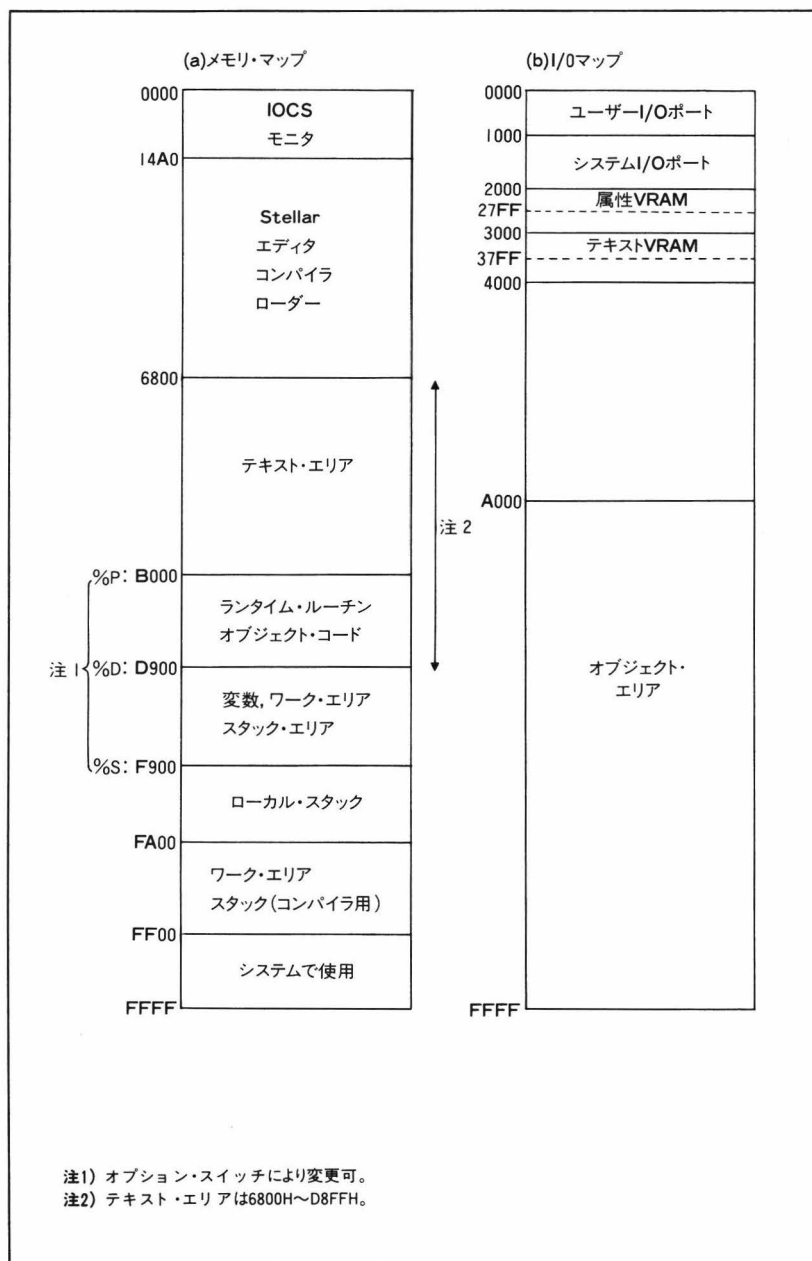 (a)メモリ・マップ
0000
IOCS
モニタ
14A0
Stellar
エディタ
コンパイラ
ローダー
6800
テキスト・エリア
注2
%P: B000
ランタイム・ルーチン
オブジェクト・コード
注1
%D: D900
変数,ワーク・エリア
スタック・エリア
%S: F900
ローカル・スタック
FA00
ワーク・エリア
スタック(コンパイラ用)
FF00
システムで使用
FFFF
(b)I/Oマップ
0000
ユーザーI/Oポート
1000
システムI/Oポート
2000
属性VRAM
27FF
3000
テキストVRAM
37FF
4000
A000
オブジェクト・
エリア
FFFF
注1) オプション・スイッチにより変更可。
注2) テキスト・エリアは6800H〜D8FFH。